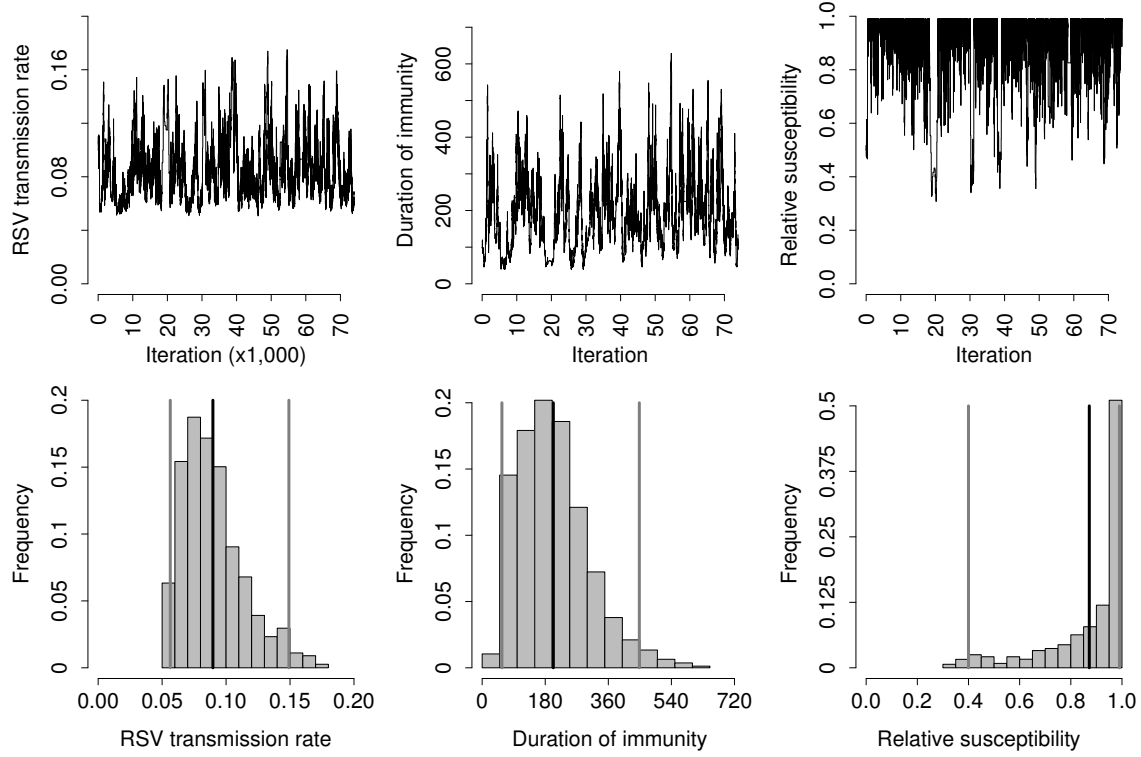 RSV transmission rate
0.00 0.08 0.16
0 10 20 30 40 50 60 70
Iteration (x1,000)
Duration of immunity
0 200 400 600
0 10 20 30 40 50 60 70
Iteration
Relative susceptibility
0.0 0.2 0.4 0.6 0.8 1.0
0 10 20 30 40 50 60 70
Iteration
Frequency
0 0.05 0.1 0.15 0.2
0.00 0.05 0.10 0.15 0.20
RSV transmission rate
Frequency
0 0.05 0.1 0.15 0.2
0 180 360 540 720
Duration of immunity
Frequency
0 0.125 0.25 0.375 0.5
0.0 0.2 0.4 0.6 0.8 1.0
Relative susceptibility